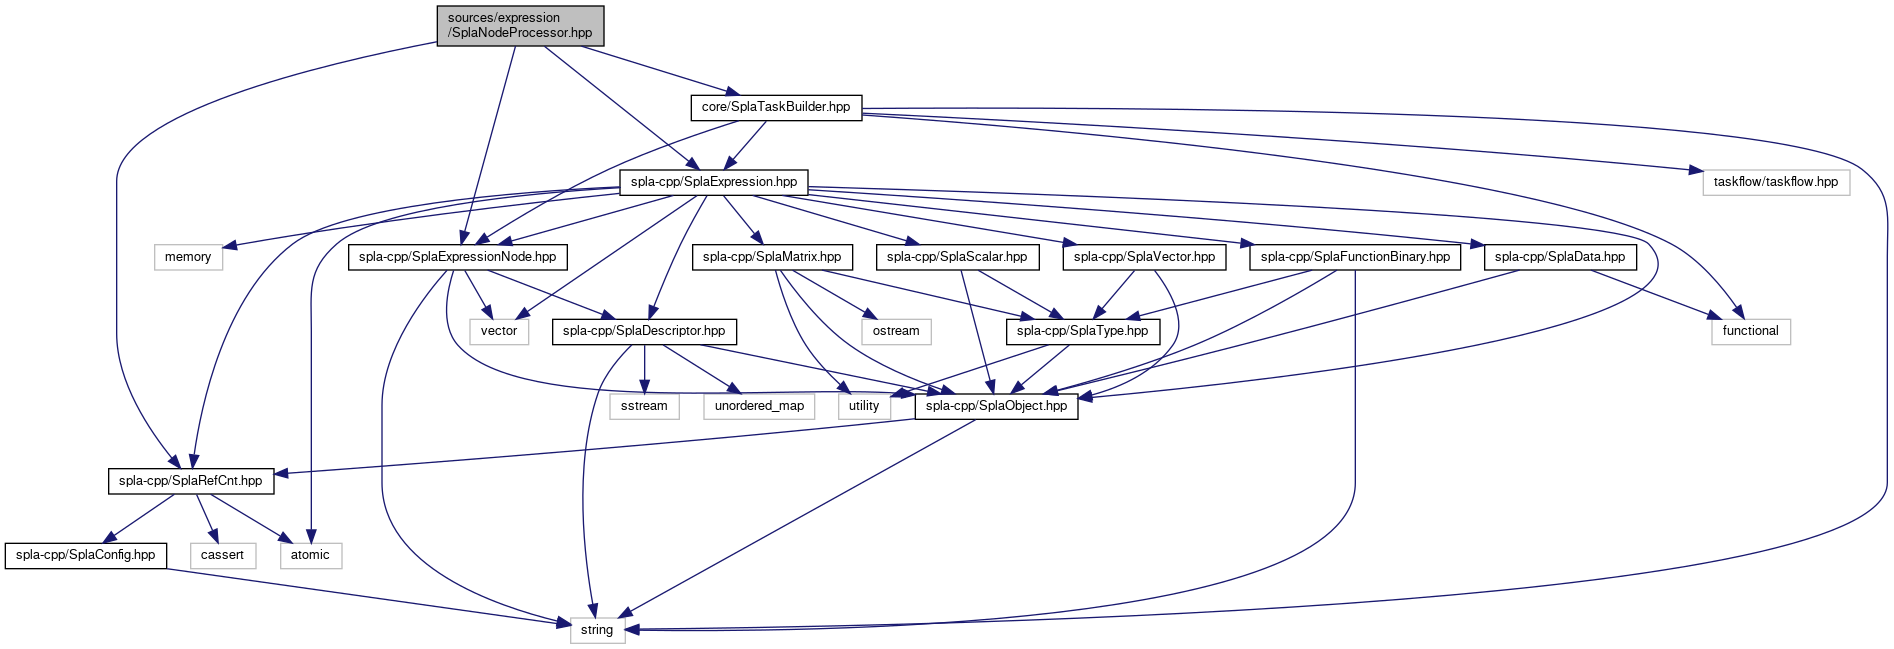 sources/expression
/SplaNodeProcessor.hpp
core/SplaTaskBuilder.hpp
spla-cpp/SplaExpression.hpp
taskflow/taskflow.hpp
memory
spla-cpp/SplaExpressionNode.hpp
spla-cpp/SplaMatrix.hpp
spla-cpp/SplaScalar.hpp
spla-cpp/SplaVector.hpp
spla-cpp/SplaFunctionBinary.hpp
spla-cpp/SplaData.hpp
vector
spla-cpp/SplaDescriptor.hpp
ostream
spla-cpp/SplaType.hpp
functional
sstream
unordered_map
utility
spla-cpp/SplaObject.hpp
spla-cpp/SplaRefCnt.hpp
spla-cpp/SplaConfig.hpp
cassert
atomic
string